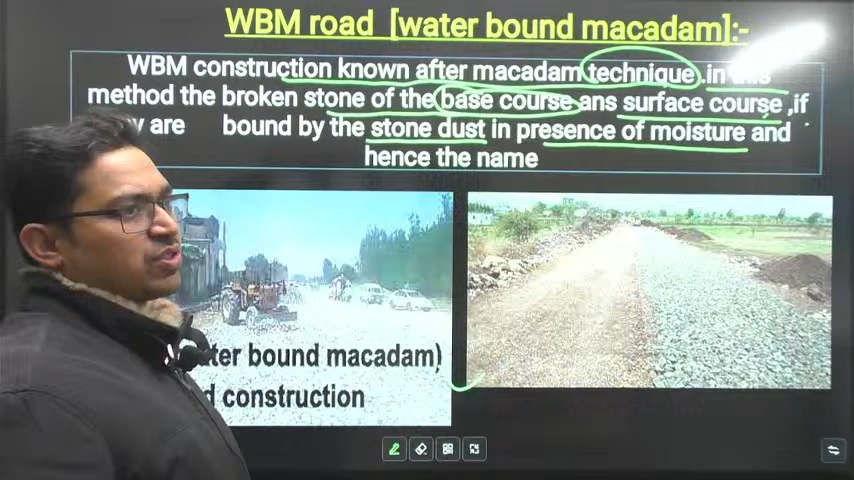 WBM road [water bound macadam]:-
WBM construction known after macadam technique .in this
method the broken stone of the base course ans surface course ,if
are bound by the stone dust in presence of moisture and
hence the name
ter bound macadam)
construction